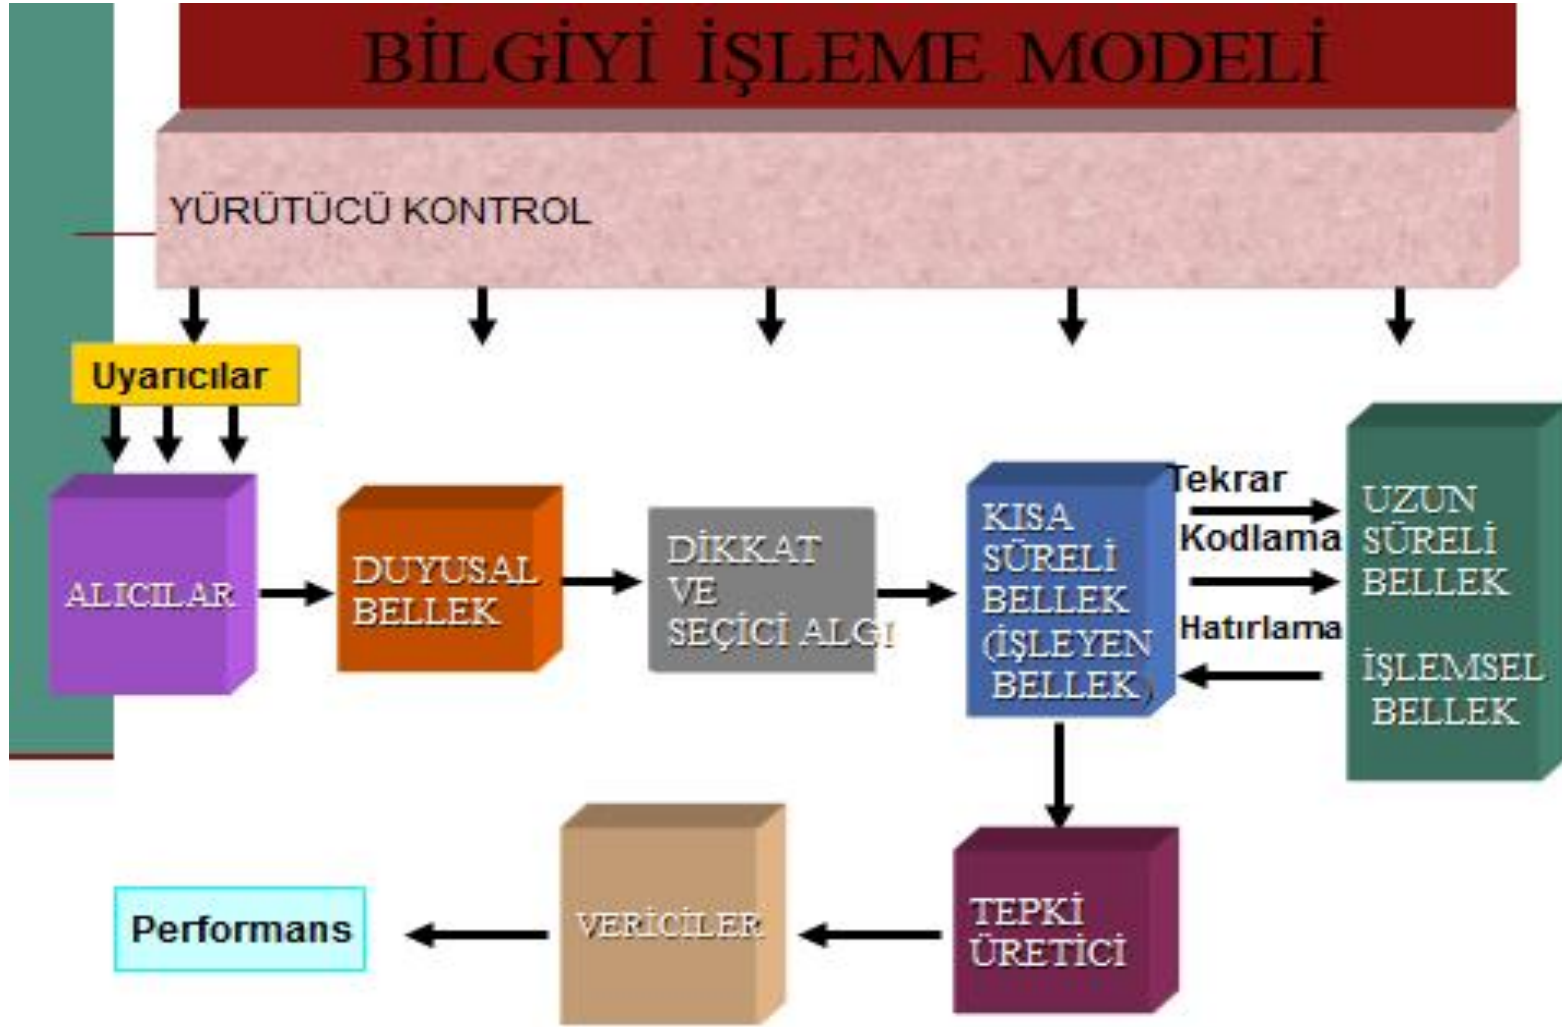 BİLGİYİ İŞLEME MODELİ
YÜRÜTÜCÜ KONTROL
Uyarıcılar
ALICILAR
DUYUSAL
BELLEK
DİKKAT
VE
SEÇİCİ ALGI
KISA
SÜRELİ
BELLEK
(İŞLEYEN
BELLEK)
Tekrar
Kodlama
Hatırlama
UZUN
SÜRELİ
BELLEK
İŞLEMSEL
BELLEK
Performans
VERİCİLER
TEPKİ
ÜRETİCİ